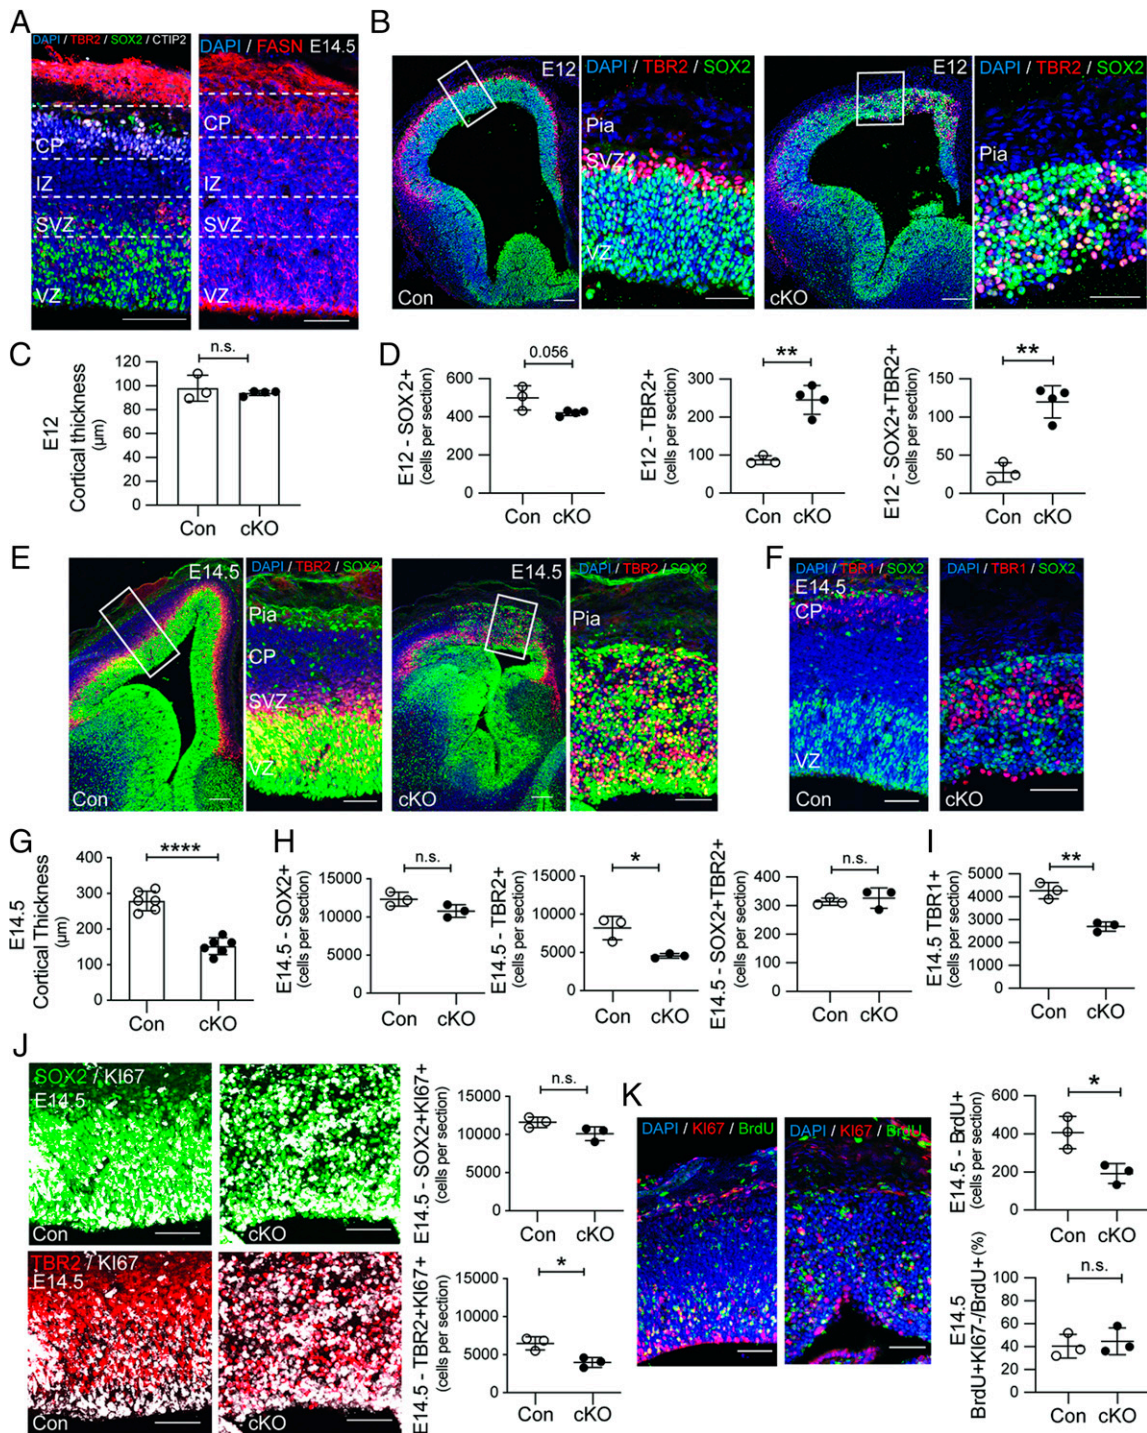 A
DAPI / TBR2 / SOX2 / CTIP2
CP
IZ
SVZ
VZ
DAPI / FASN E14.5
CP
IZ
SVZ
VZ
B
E12
Con
DAPI / TBR2 / SOX2
Pia
SVZ
VZ
E12
cKO
DAPI / TBR2 / SOX2
Pia
C
n.s.
E12
Cortical thickness
(µm)
120
100
80
60
40
20
0
Con cKO
D
0.056
E12 - SOX2+
(cells per section)
600
400
200
0
Con cKO
**
E12 - TBR2+
(cells per section)
300
200
100
0
Con cKO
**
E12 - SOX2+TBR2+
(cells per section)
150
100
50
0
Con cKO
E
E14.5
Con
DAPI / TBR2 / SOX2
Pia
CP
SVZ
VZ
E14.5
cKO
DAPI / TBR2 / SOX2
Pia
F
DAPI / TBR1 / SOX2
E14.5
CP
VZ
Con
DAPI / TBR1 / SOX2
cKO
G
****
E14.5
Cortical Thickness
(µm)
400
300
200
100
0
Con cKO
H
n.s.
E14.5 - SOX2+
(cells per section)
15000
10000
5000
0
Con cKO
*
E14.5 - TBR2+
(cells per section)
15000
10000
5000
0
Con cKO
n.s.
E14.5 - SOX2+TBR2+
(cells per section)
400
300
200
100
0
Con cKO
I
**
E14.5 TBR1+
(cells per section)
5000
4000
3000
2000
1000
0
Con cKO
J
SOX2 / KI67
E14.5
Con
cKO
n.s.
E14.5 - SOX2+KI67+
(cells per section)
15000
10000
5000
0
Con cKO
TBR2 / KI67
E14.5
Con
cKO
*
E14.5 - TBR2+KI67+
(cells per section)
15000
10000
5000
0
Con cKO
K
DAPI / KI67 / BrdU
Con
DAPI / KI67 / BrdU
cKO
*
E14.5 - BrdU+
(cells per section)
600
400
200
0
Con cKO
n.s.
E14.5
BrdU+KI67-/BrdU+ (%)
100
80
60
40
20
0
Con cKO